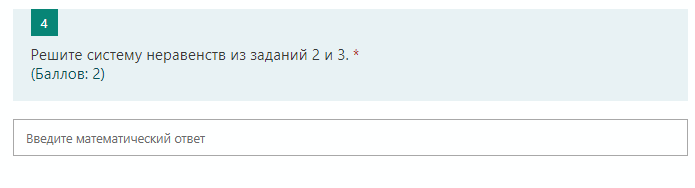 4
Решите систему неравенств из заданий 2 и 3. *
(Баллов: 2)
Введите математический ответ